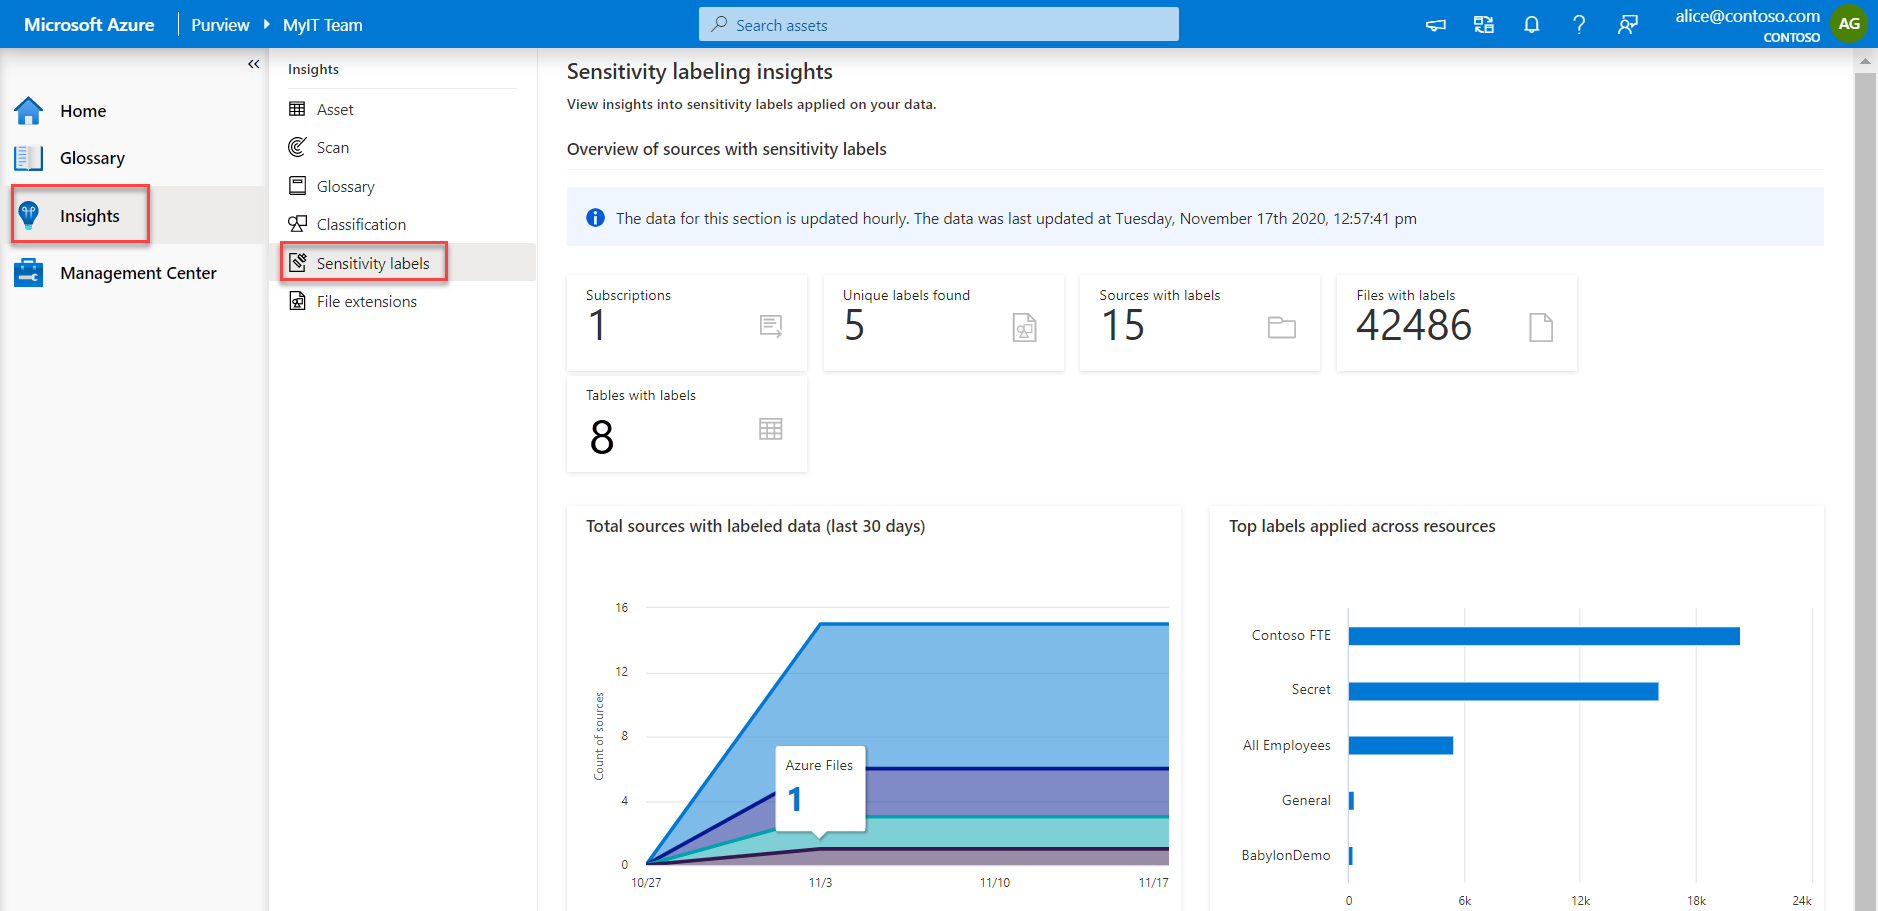 Microsoft Azure
Purview
MyIT Team
Search assets
alice@contoso.com
CONTOSO
AG
«
Home
Glossary
Insights
Management Center
Insights
Asset
Scan
Glossary
Classification
Sensitivity labels
File extensions
Sensitivity labeling insights
View insights into sensitivity labels applied on your data.
Overview of sources with sensitivity labels
The data for this section is updated hourly. The data was last updated at Tuesday, November 17th 2020, 12:57:41 pm
Subscriptions
1
Unique labels found
5
Sources with labels
15
Files with labels
42486
Tables with labels
8
Total sources with labeled data (last 30 days)
Count of sources
16
12
8
4
0
Azure Files
1
10/27
11/3
11/10
11/17
Top labels applied across resources
Contoso FTE
Secret
All Employees
General
BabylonDemo
0
6k
12k
18k
24k